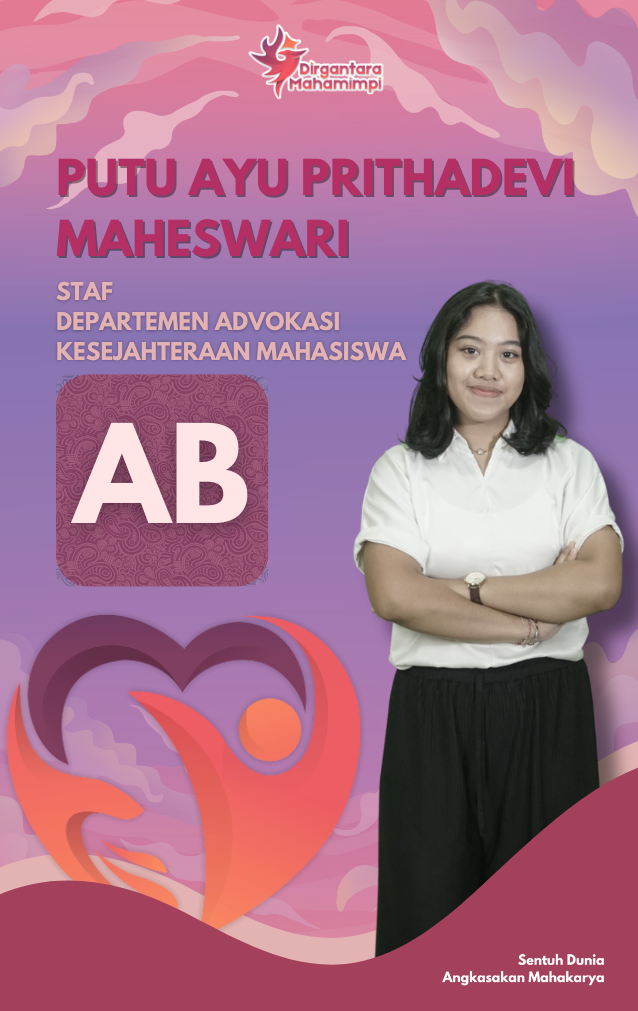 Dirgantara
Mahamimpi
PUTU AYU PRITHADEVI
MAHESWARI
STAF
DEPARTEMEN ADVOKASI
KESEJAHTERAAN MAHASISWA
AB
Sentuh Dunia
Angkasakan Mahakarya